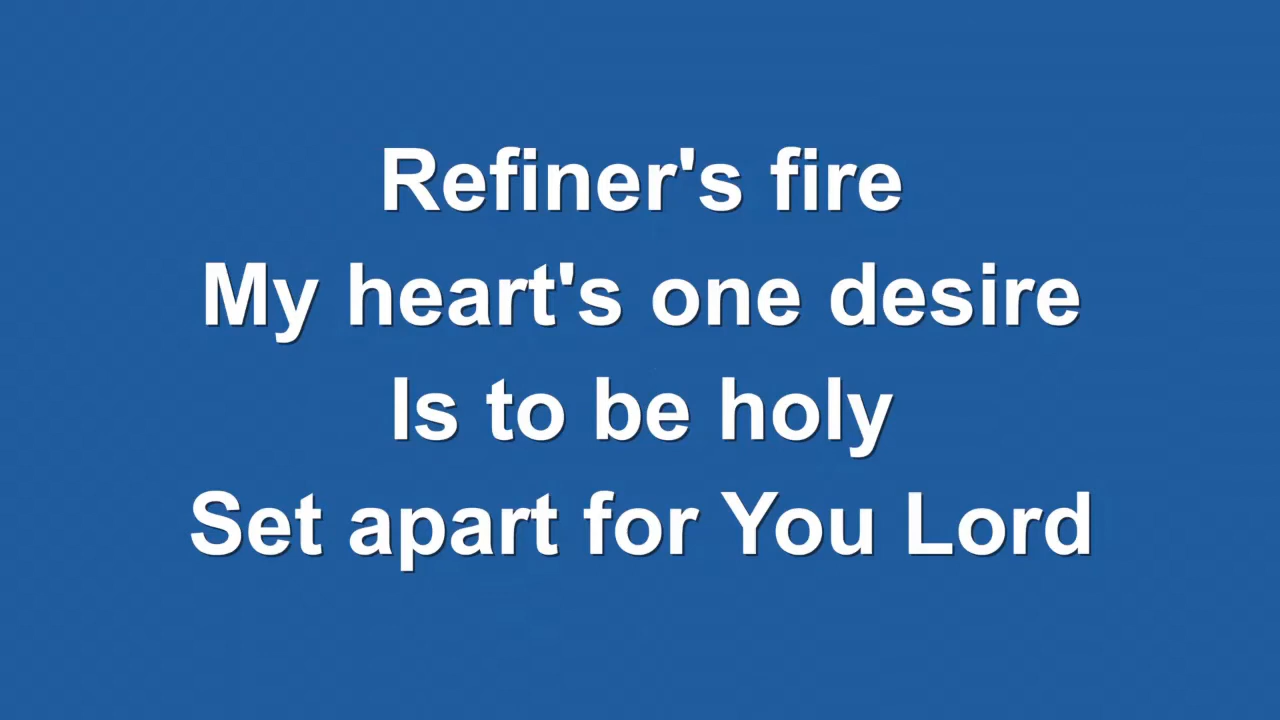 Refiner's fire
My heart's one desire
Is to be holy
Set apart for You Lord